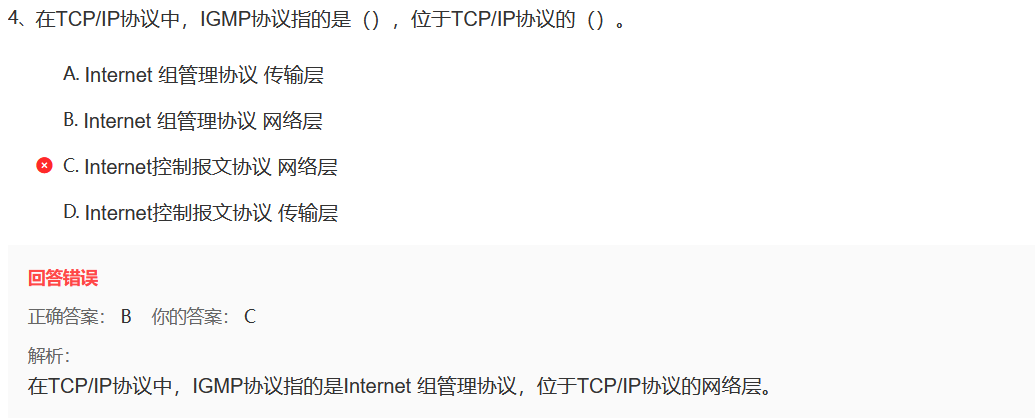 4、在TCP/IP协议中，IGMP协议指的是（），位于TCP/IP协议的（）。
A. Internet 组管理协议 传输层
B. Internet 组管理协议 网络层
C. Internet控制报文协议 网络层
D. Internet控制报文协议 传输层
回答错误
正确答案： B 你的答案： C
解析：
在TCP/IP协议中，IGMP协议指的是Internet 组管理协议，位于TCP/IP协议的网络层。